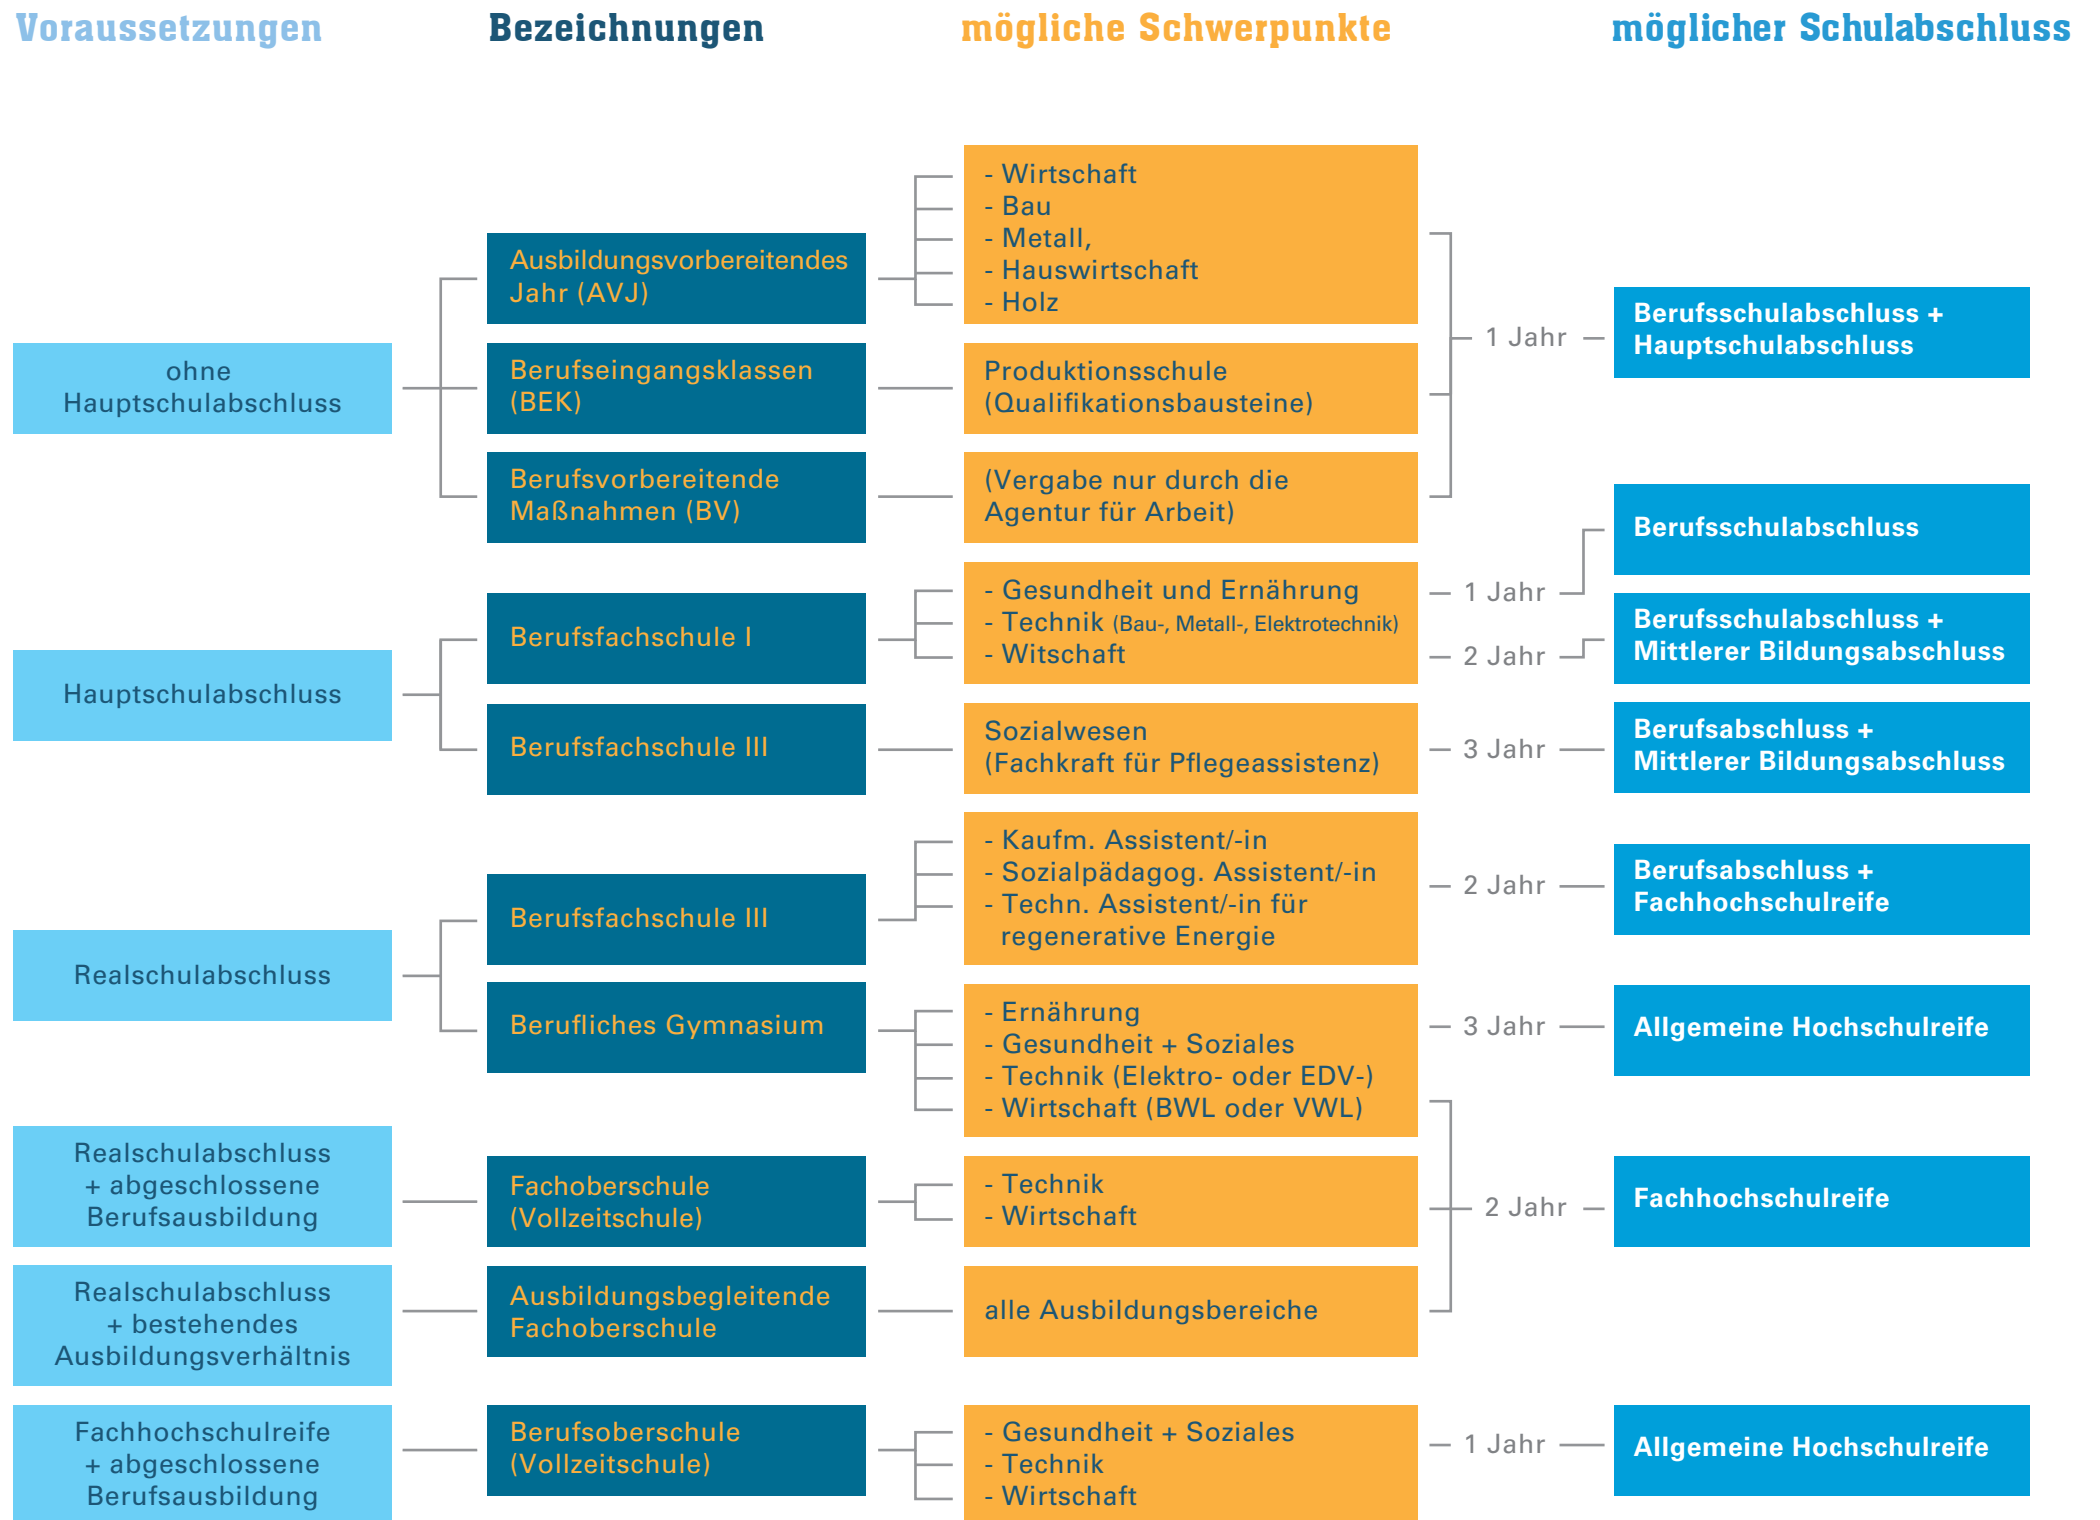 Voraussetzungen
Bezeichnungen
mögliche Schwerpunkte
möglicher Schulabschluss
ohne
Hauptschulabschluss
Ausbildungsvorbereitendes
Jahr (AVJ)
- Wirtschaft
- Bau
- Metall,
- Hauswirtschaft
- Holz
Berufseingangsklassen
(BEK)
Produktionsschule
(Qualifikationsbausteine)
Berufsvorbereitende
Maßnahmen (BV)
(Vergabe nur durch die
Agentur für Arbeit)
1 Jahr
Berufsschulabschluss +
Hauptschulabschluss
Hauptschulabschluss
Berufsfachschule I
- Gesundheit und Ernährung
- Technik (Bau-, Metall-, Elektrotechnik)
- Witschaft
1 Jahr
Berufsschulabschluss
2 Jahr
Berufsschulabschluss +
Mittlerer Bildungsabschluss
Berufsfachschule III
Sozialwesen
(Fachkraft für Pflegeassistenz)
3 Jahr
Berufsabschluss +
Mittlerer Bildungsabschluss
Realschulabschluss
Berufsfachschule III
- Kaufm. Assistent/-in
- Sozialpädagog. Assistent/-in
- Techn. Assistent/-in für
regenerative Energie
2 Jahr
Berufsabschluss +
Fachhochschulreife
Berufliches Gymnasium
- Ernährung
- Gesundheit + Soziales
- Technik (Elektro- oder EDV-)
- Wirtschaft (BWL oder VWL)
3 Jahr
Allgemeine Hochschulreife
Realschulabschluss
+ abgeschlossene
Berufsausbildung
Fachoberschule
(Vollzeitschule)
- Technik
- Wirtschaft
2 Jahr
Fachhochschulreife
Realschulabschluss
+ bestehendes
Ausbildungsverhältnis
Ausbildungsbegleitende
Fachoberschule
alle Ausbildungsbereiche
Fachhochschulreife
+ abgeschlossene
Berufsausbildung
Berufsoberschule
(Vollzeitschule)
- Gesundheit + Soziales
- Technik
- Wirtschaft
1 Jahr
Allgemeine Hochschulreife